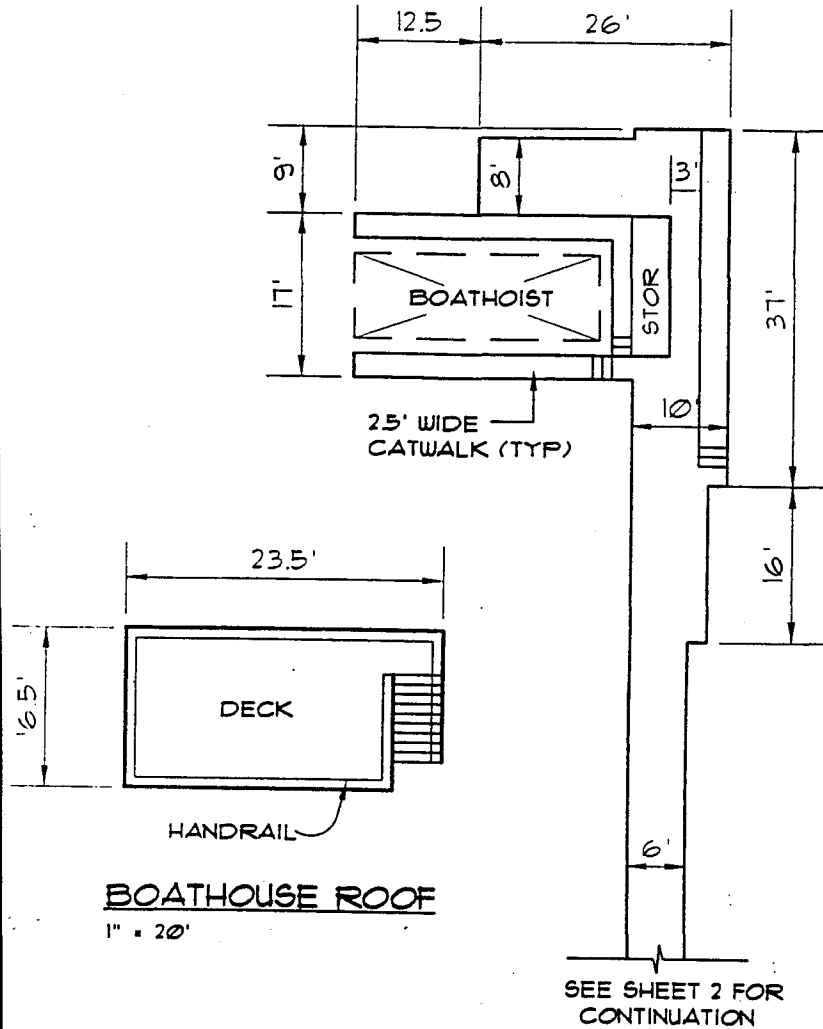 12.5
26'
9'
8'
3'
17'
BOATHOIST
STOR
37'
2.5' WIDE
CATWALK (TYP)
10'
16'
23.5'
16.5'
DECK
HANDRAIL
6'
BOATHOUSE ROOF
1" = 20'
SEE SHEET 2 FOR
CONTINUATION